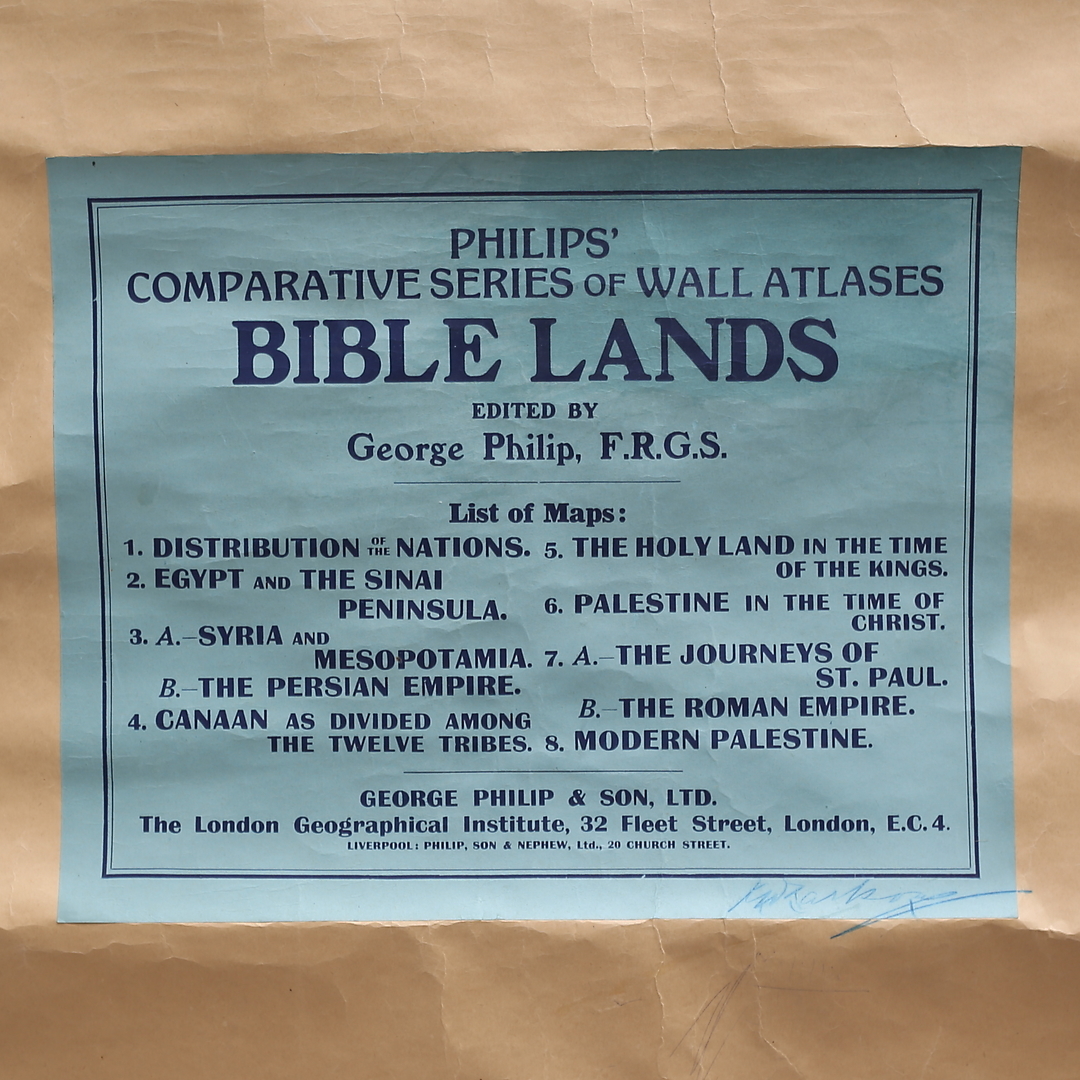 PHILIPS'
COMPARATIVE SERIES OF WALL ATLASES
BIBLE LANDS
EDITED BY
George Philip, F.R.G.S.
List of Maps:
1. DISTRIBUTION OF THE NATIONS.
2. EGYPT AND THE SINAI
PENINSULA.
3. A.–SYRIA AND
MESOPOTAMIA.
B.–THE PERSIAN EMPIRE.
4. CANAAN AS DIVIDED AMONG
THE TWELVE TRIBES.
5. THE HOLY LAND IN THE TIME
OF THE KINGS.
6. PALESTINE IN THE TIME OF
CHRIST.
7. A.–THE JOURNEYS OF
ST. PAUL.
B.–THE ROMAN EMPIRE.
8. MODERN PALESTINE.
GEORGE PHILIP & SON, LTD.
The London Geographical Institute, 32 Fleet Street, London, E.C.4.
LIVERPOOL: PHILIP, SON & NEPHEW, Ltd., 20 CHURCH STREET.